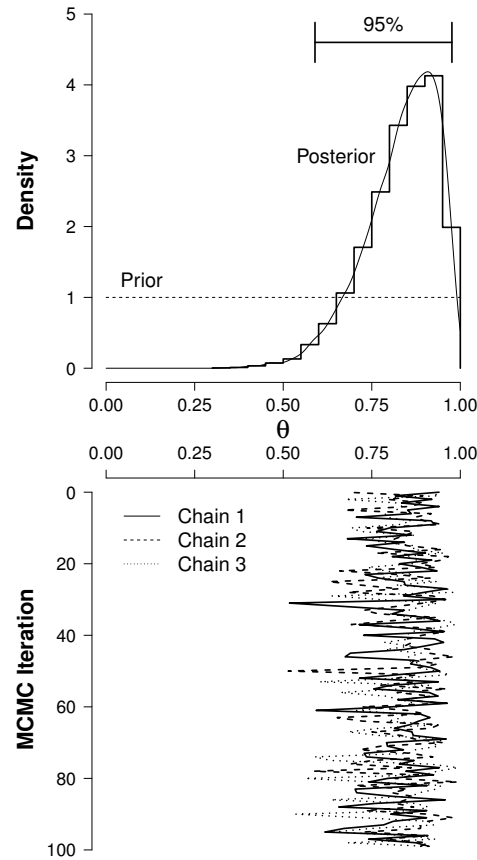 95%
5
4
3
2
1
0
Density
Posterior
Prior
0.00 0.25 0.50 0.75 1.00
θ
0.00 0.25 0.50 0.75 1.00
0
20
40
60
80
100
MCMC Iteration
Chain 1
Chain 2
Chain 3